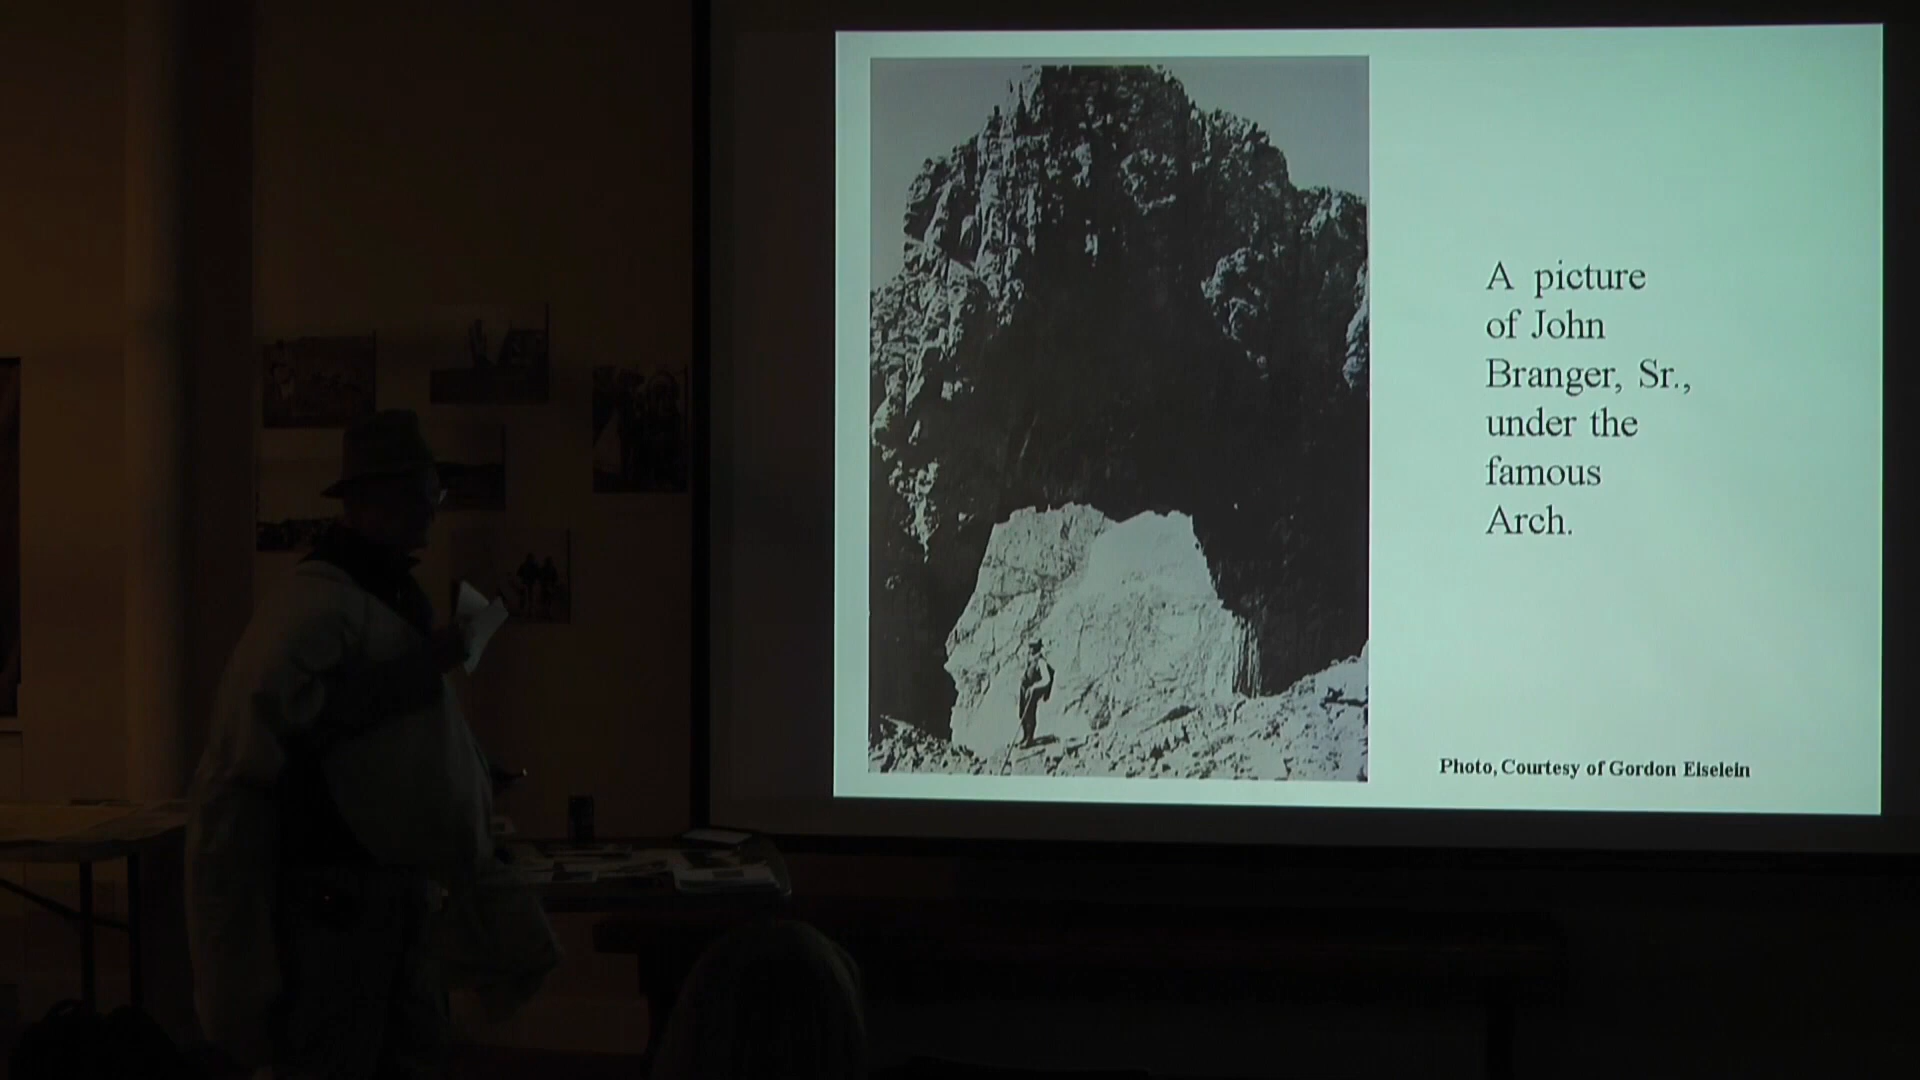 A picture
of John
Branger, Sr.,
under the
famous
Arch.
Photo, Courtesy of Gordon Eiselein